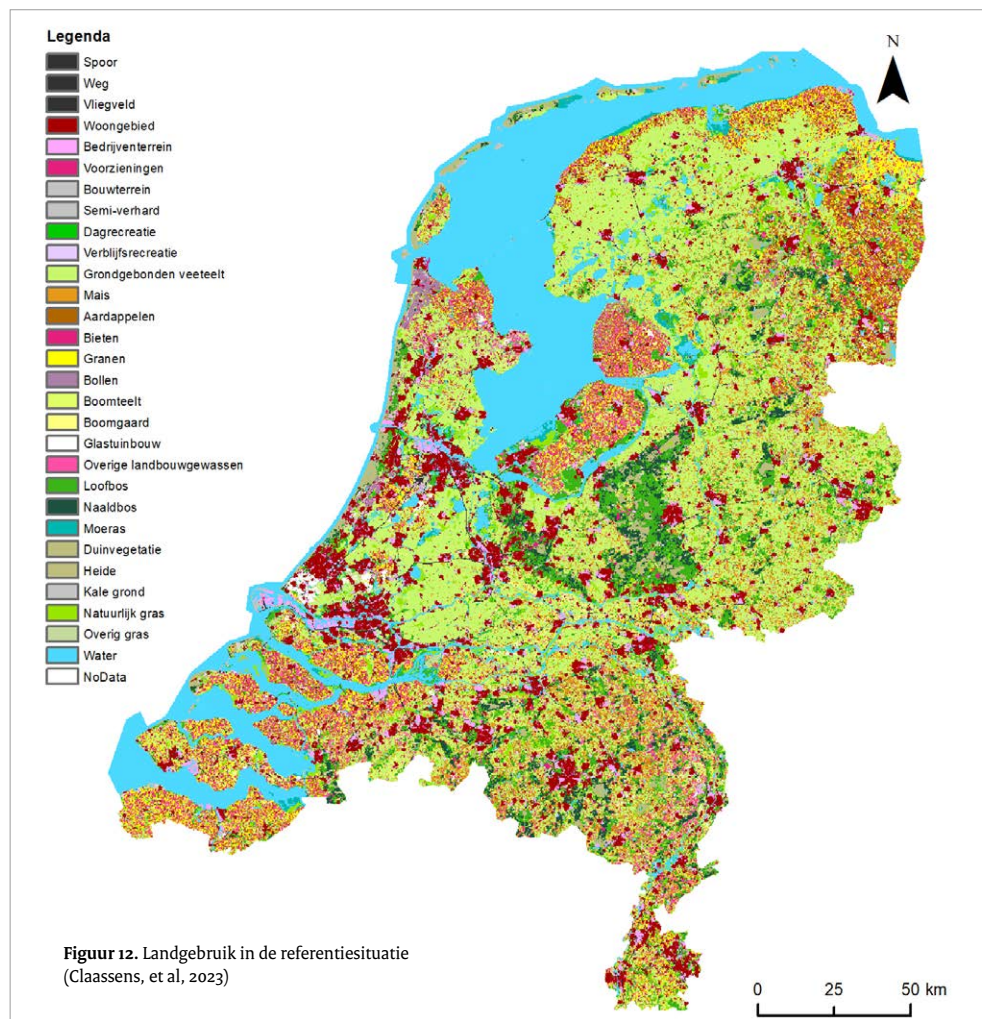 Legenda
Spoor
Weg
Vliegveld
Woongebied
Bedrijventerrein
Voorzieningen
Bouwterrein
Semi-verhard
Dagrecreatie
Verblijfsrecreatie
Grondgebonden veeteelt
Mais
Aardappelen
Bieten
Granen
Bollen
Boomteelt
Boomgaard
Glastuinbouw
Overige landbouwgewassen
Loofbos
Naaldbos
Moeras
Duinvegetatie
Heide
Kale grond
Natuurlijk gras
Overig gras
Water
NoData
N
Figuur 12. Landgebruik in de referentiesituatie
(Claassens, et al, 2023)
0 25 50 km